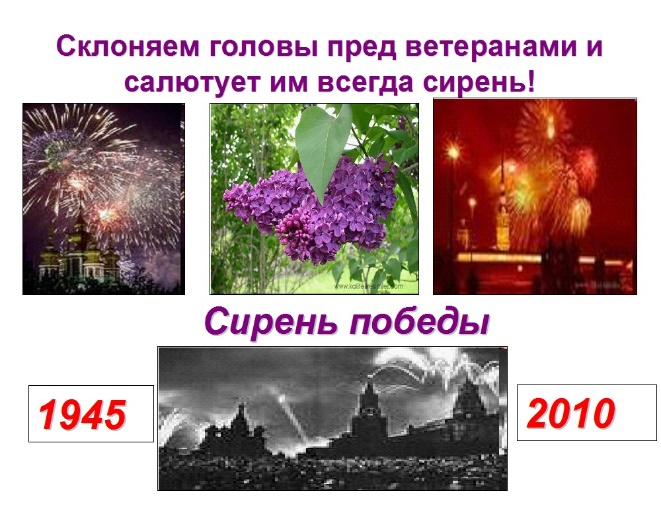 Склоняем головы пред ветеранами и
салютует им всегда сирень!
Сирень победы
1945
2010